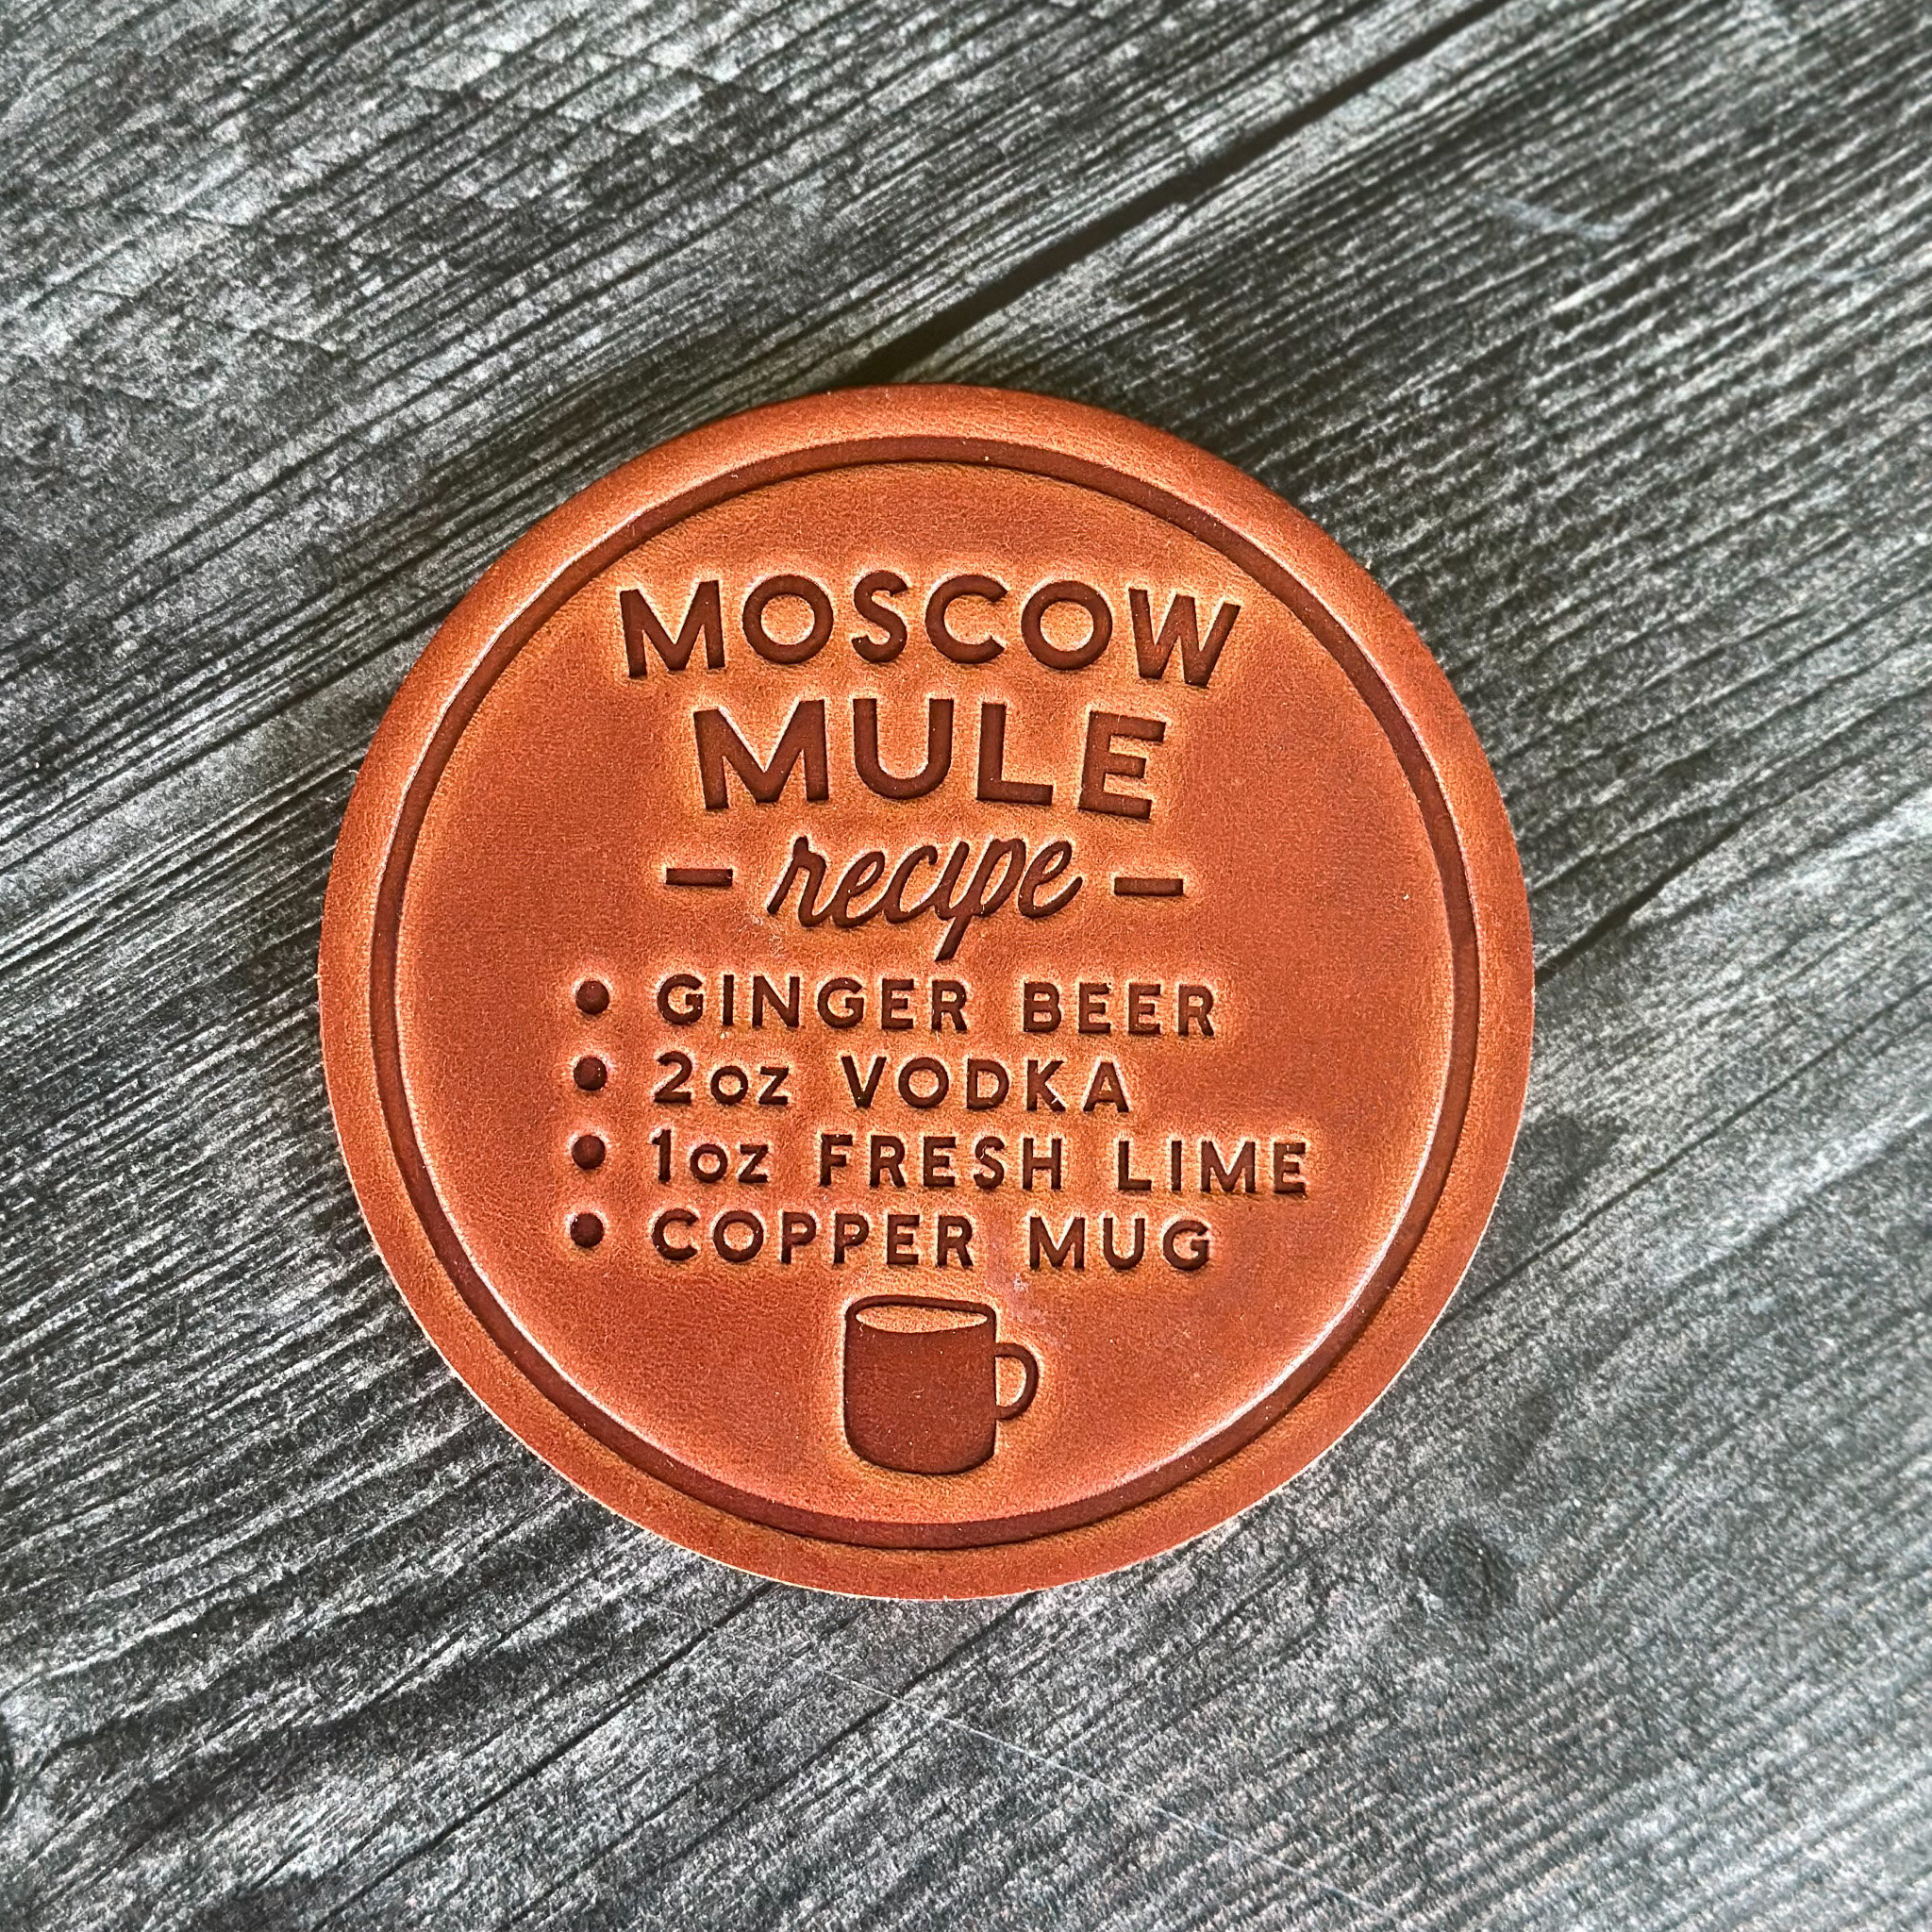 MOSCOW
MULE
- recipe -
• GINGER BEER
• 2oz VODKA
• 1oz FRESH LIME
• COPPER MUG